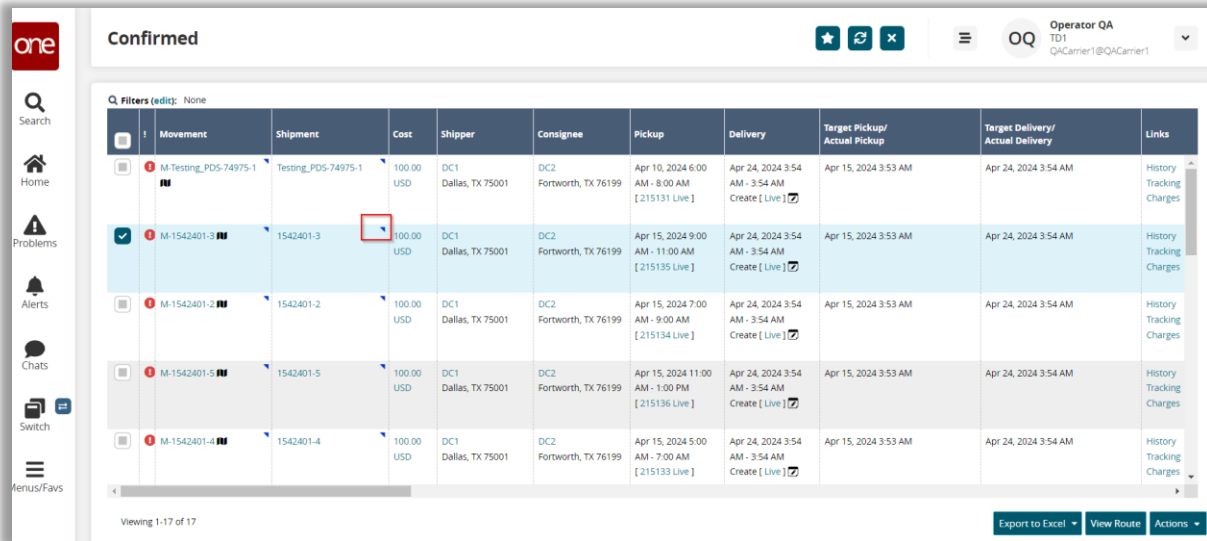 one
Confirmed
OQ
Operator QA
TD1
QACarrier1@QACarrier1
Search
Home
Problems
Alerts
Chats
Switch
Menus/Favs
Filters (edit): None
! Movement Shipment Cost Shipper Consignee Pickup Delivery Target Pickup/ Target Delivery/ Links
Actual Pickup Actual Delivery
M-Testing_PDS-74975-1 Testing_PDS-74975-1 100.00 DC1 DC2 Apr 10, 2024 6:00 Apr 24, 2024 3:54 Apr 15, 2024 3:53 AM Apr 24, 2024 3:54 AM History
USD Dallas, TX 75001 Fortworth, TX 76199 AM - 8:00 AM AM - 3:54 AM Tracking
[ 215131 Live ] Create [ Live ] Charges
M-1542401-3 1542401-3 100.00 DC1 DC2 Apr 15, 2024 9:00 Apr 24, 2024 3:54 Apr 15, 2024 3:53 AM Apr 24, 2024 3:54 AM History
USD Dallas, TX 75001 Fortworth, TX 76199 AM - 11:00 AM AM - 3:54 AM Tracking
[ 215135 Live ] Create [ Live ] Charges
M-1542401-2 1542401-2 100.00 DC1 DC2 Apr 15, 2024 7:00 Apr 24, 2024 3:54 Apr 15, 2024 3:53 AM Apr 24, 2024 3:54 AM History
USD Dallas, TX 75001 Fortworth, TX 76199 AM - 9:00 AM AM - 3:54 AM Tracking
[ 215134 Live ] Create [ Live ] Charges
M-1542401-5 1542401-5 100.00 DC1 DC2 Apr 15, 2024 11:00 Apr 24, 2024 3:54 Apr 15, 2024 3:53 AM Apr 24, 2024 3:54 AM History
USD Dallas, TX 75001 Fortworth, TX 76199 AM - 1:00 PM AM - 3:54 AM Tracking
[ 215136 Live ] Create [ Live ] Charges
M-1542401-4 1542401-4 100.00 DC1 DC2 Apr 15, 2024 5:00 Apr 24, 2024 3:54 Apr 15, 2024 3:53 AM Apr 24, 2024 3:54 AM History
USD Dallas, TX 75001 Fortworth, TX 76199 AM - 7:00 AM AM - 3:54 AM Tracking
[ 215133 Live ] Create [ Live ] Charges
Viewing 1-17 of 17
Export to Excel View Route Actions